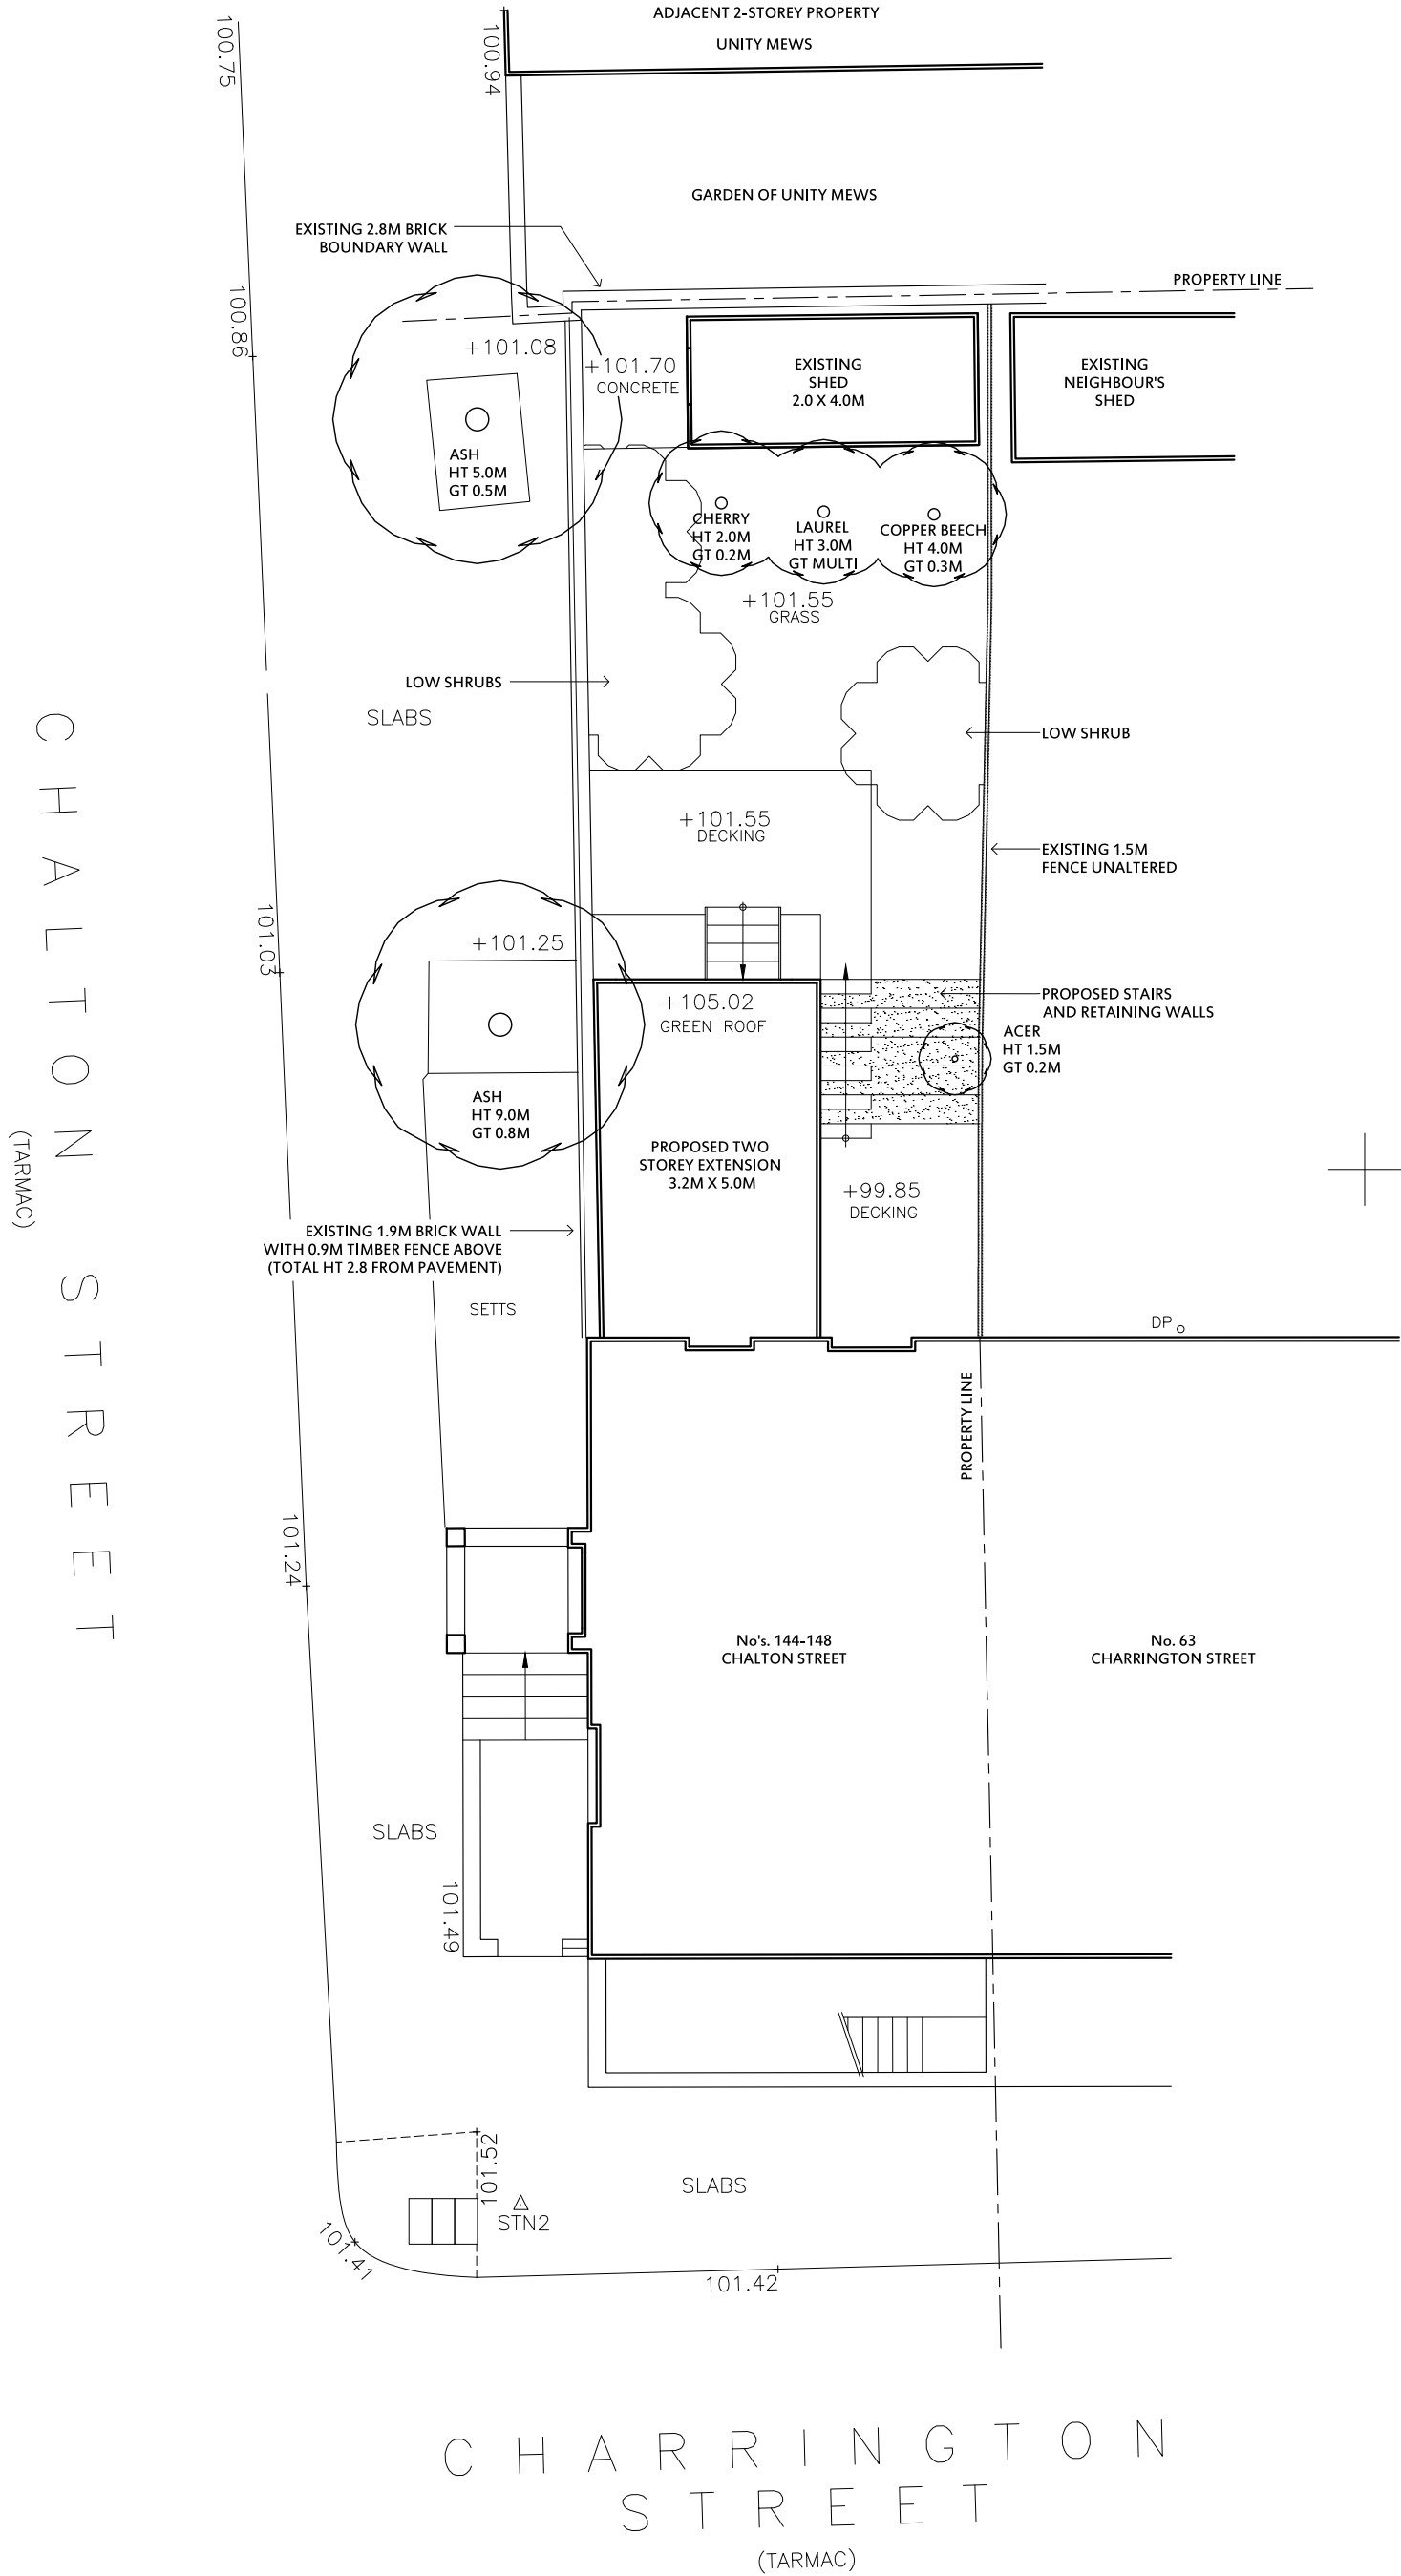 ADJACENT 2-STOREY PROPERTY
UNITY MEWS
100.75
100.94
GARDEN OF UNITY MEWS
EXISTING 2.8M BRICK
BOUNDARY WALL
PROPERTY LINE
100.86
+101.08
+101.70
CONCRETE
EXISTING
SHED
2.0 X 4.0M
EXISTING
NEIGHBOUR'S
SHED
ASH
HT 5.0M
GT 0.5M
CHERRY
HT 2.0M
GT 0.2M
LAUREL
HT 3.0M
GT MULTI
COPPER BEECH
HT 4.0M
GT 0.3M
+101.55
GRASS
LOW SHRUBS
SLABS
LOW SHRUB
CHALTON STREET
(TARMAC)
+101.55
DECKING
EXISTING 1.5M
FENCE UNALTERED
101.03
+101.25
+105.02
GREEN ROOF
PROPOSED STAIRS
AND RETAINING WALLS
ACER
HT 1.5M
GT 0.2M
ASH
HT 9.0M
GT 0.8M
PROPOSED TWO
STOREY EXTENSION
3.2M X 5.0M
+99.85
DECKING
EXISTING 1.9M BRICK WALL
WITH 0.9M TIMBER FENCE ABOVE
(TOTAL HT 2.8 FROM PAVEMENT)
SETTS
DP
PROPERTY LINE
101.24
No's. 144-148
CHALTON STREET
No. 63
CHARRINGTON STREET
SLABS
101.49
101.52
STN2
SLABS
101.41
101.42
CHARRINGTON
STREET
(TARMAC)